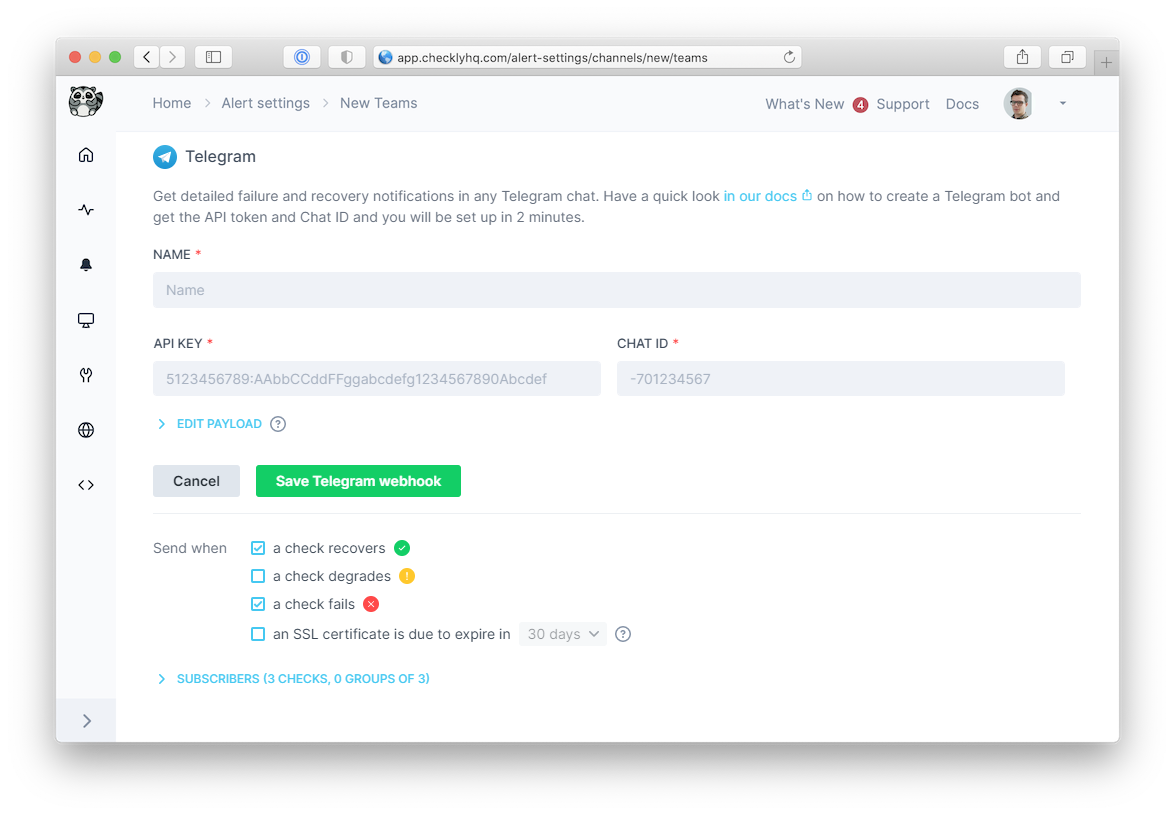 app.checklyhq.com/alert-settings/channels/new/teams
Home Alert settings New Teams What's New 4 Support Docs
Telegram
Get detailed failure and recovery notifications in any Telegram chat. Have a quick look in our docs on how to create a Telegram bot and
get the API token and Chat ID and you will be set up in 2 minutes.
NAME *
Name
API KEY * CHAT ID *
5123456789:AAbbCCddFFggabcdefg1234567890Abcdef -701234567
EDIT PAYLOAD ?
Cancel Save Telegram webhook
Send when a check recovers
a check degrades !
a check fails
an SSL certificate is due to expire in 30 days ?
SUBSCRIBERS (3 CHECKS, 0 GROUPS OF 3)